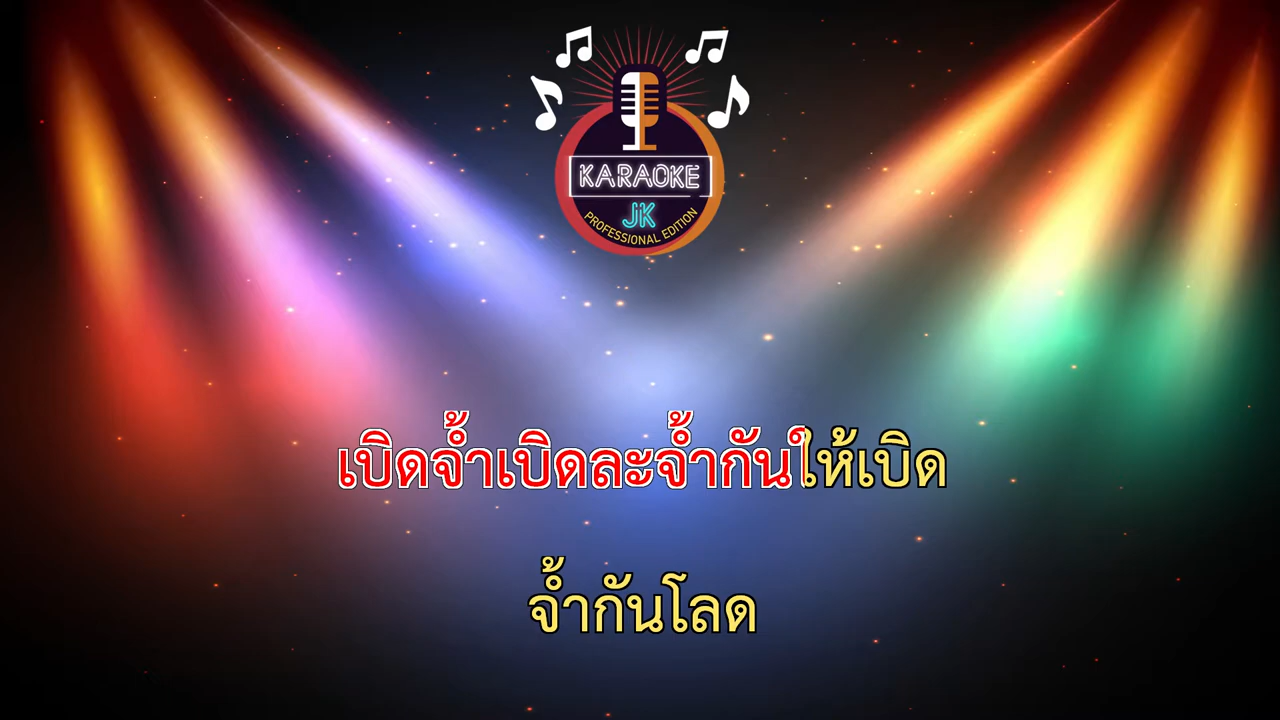 KARAOKE
JK
PROFESSIONAL EDITION
เบิดจ้ำเบิดละจ้ำกันให้เบิด
จ้ำกันโลด